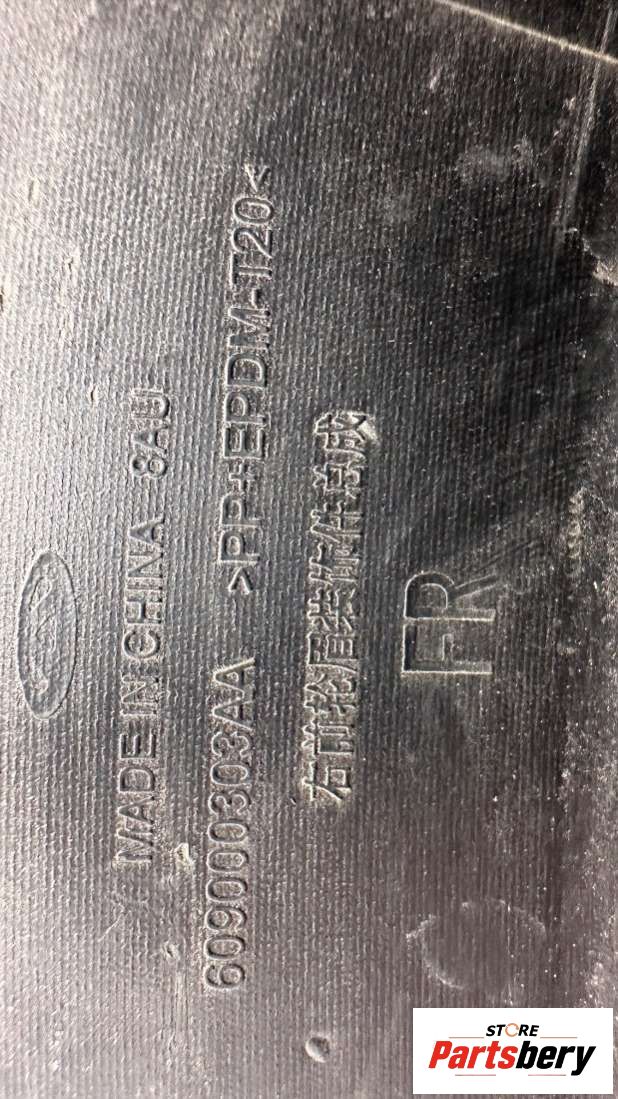 MADE IN CHINA 8AU
609000303AA >PP+EPDM-T20<
右前轮眉装饰件总成
FR
STORE
Partsbery